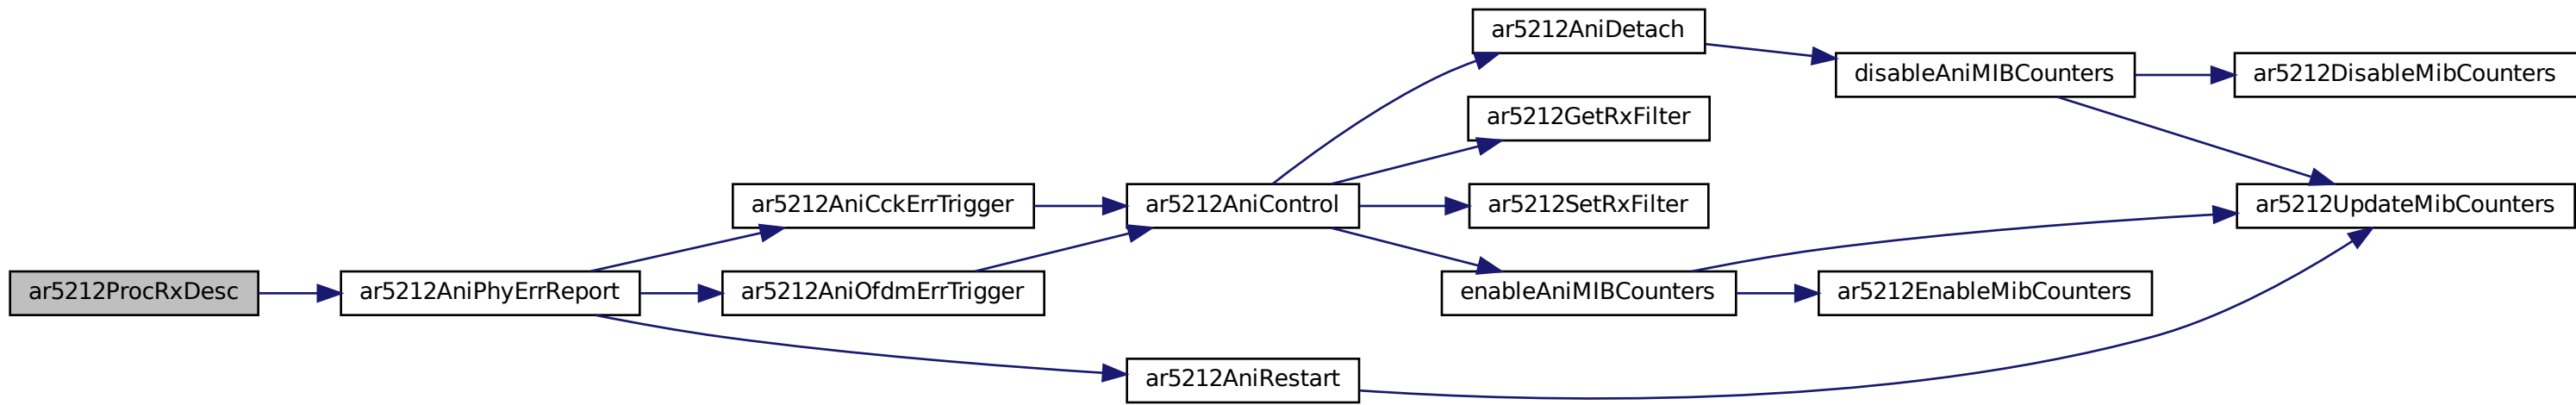 ar5212AniDetach
disableAniMIBCounters
ar5212DisableMibCounters
ar5212GetRxFilter
ar5212AniCckErrTrigger
ar5212AniControl
ar5212SetRxFilter
ar5212UpdateMibCounters
ar5212ProcRxDesc
ar5212AniPhyErrReport
ar5212AniOfdmErrTrigger
enableAniMIBCounters
ar5212EnableMibCounters
ar5212AniRestart